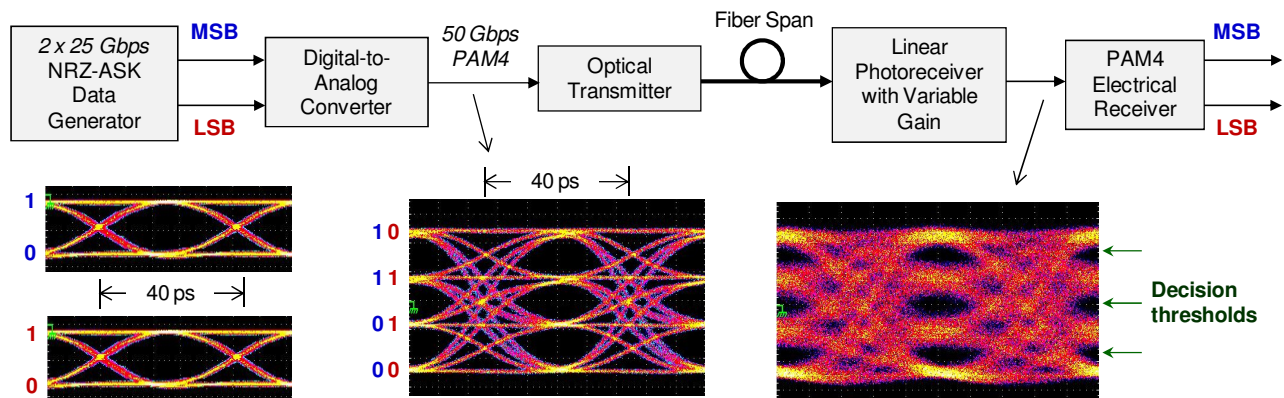 2 x 25 Gbps
NRZ-ASK
Data
Generator
MSB
LSB
Digital-to-
Analog
Converter
50 Gbps
PAM4
Optical
Transmitter
Fiber Span
Linear
Photoreceiver
with Variable
Gain
PAM4
Electrical
Receiver
MSB
LSB
1
0
40 ps
1
0
40 ps
1 0
1 1
0 1
0 0
Decision
thresholds